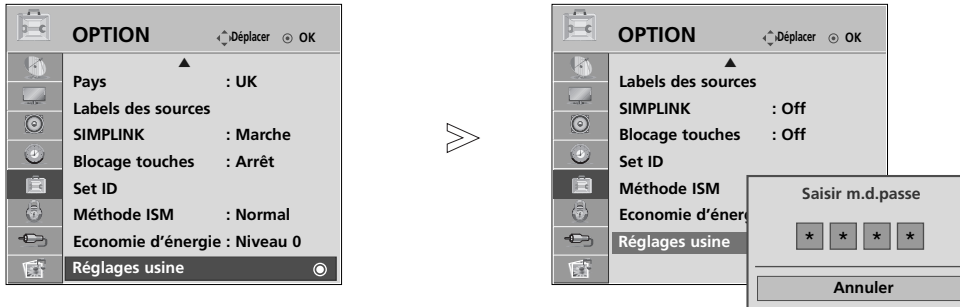 OPTION
Déplacer OK
Pays : UK
Labels des sources
SIMPLINK : Marche
Blocage touches : Arrêt
Set ID
Méthode ISM : Normal
Economie d'énergie : Niveau 0
Réglages usine
OPTION
Déplacer OK
Labels des sources
SIMPLINK : Off
Blocage touches : Off
Set ID
Méthode ISM
Economie d'énerg
Réglages usine
Saisir m.d.passe
* * * *
Annuler